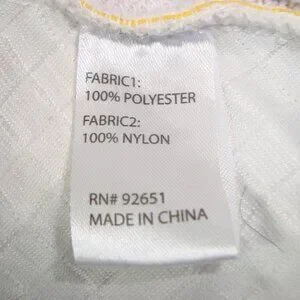 FABRIC1:
100% POLYESTER
FABRIC2:
100% NYLON
RN# 92651
MADE IN CHINA